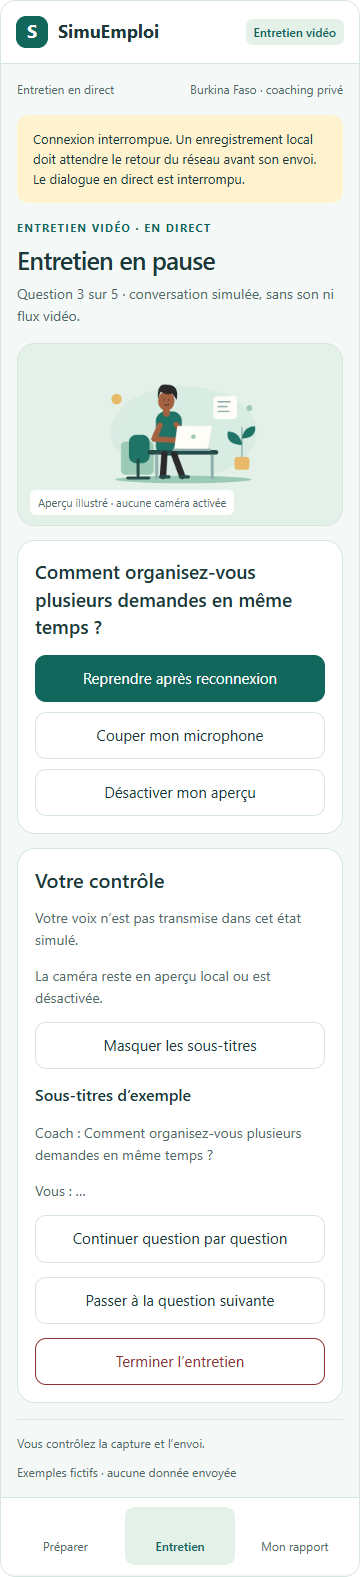 S SimuEmploi Entretien vidéo
Entretien en direct Burkina Faso · coaching privé
Connexion interrompue. Un enregistrement local
doit attendre le retour du réseau avant son envoi.
Le dialogue en direct est interrompu.
ENTRETIEN VIDÉO · EN DIRECT
Entretien en pause
Question 3 sur 5 · conversation simulée, sans son ni
flux vidéo.
Aperçu illustré · aucune caméra activée
Comment organisez-vous
plusieurs demandes en même
temps ?
Reprendre après reconnexion
Couper mon microphone
Désactiver mon aperçu
Votre contrôle
Votre voix n’est pas transmise dans cet état
simulé.
La caméra reste en aperçu local ou est
désactivée.
Masquer les sous-titres
Sous-titres d’exemple
Coach : Comment organisez-vous plusieurs
demandes en même temps ?
Vous : …
Continuer question par question
Passer à la question suivante
Terminer l’entretien
Vous contrôlez la capture et l’envoi.
Exemples fictifs · aucune donnée envoyée
Préparer Entretien Mon rapport